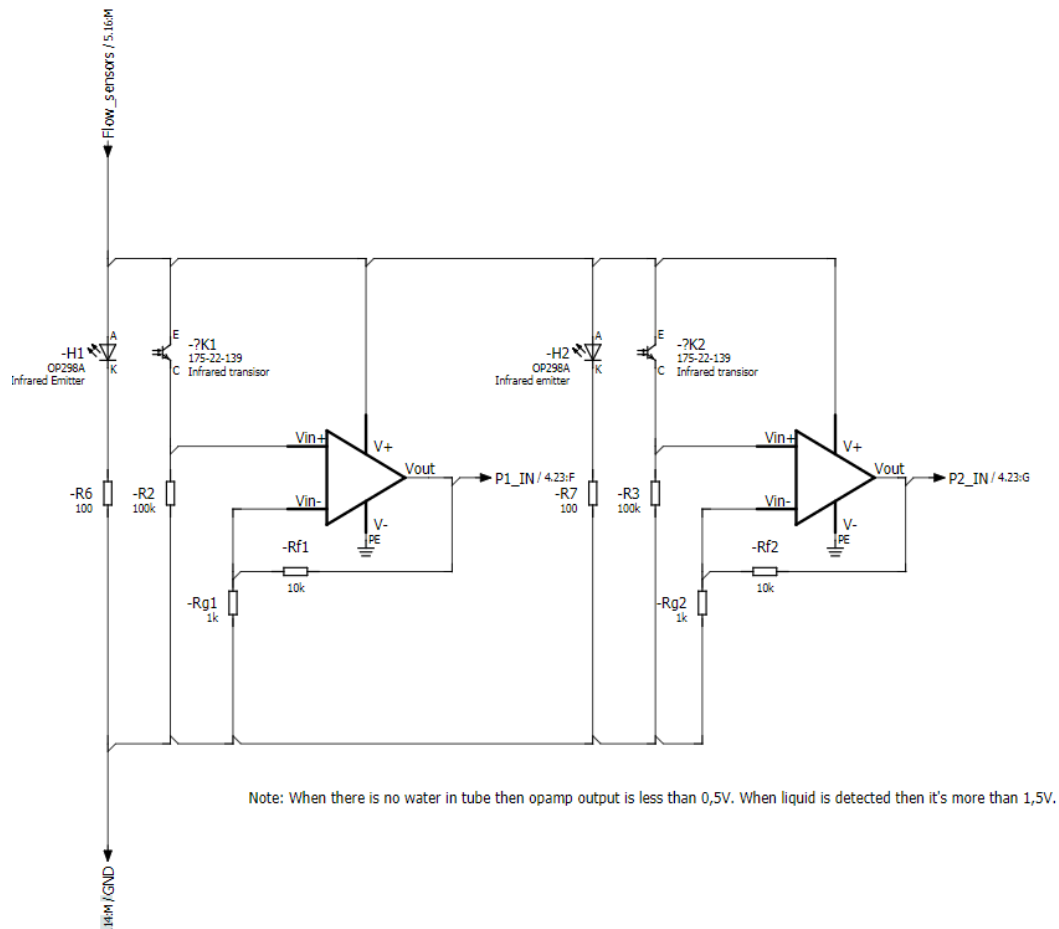 Flow_sensors / 5.16:M
A
-H1
OP298A
Infrared Emitter
K
E
-?K1
175-22-139
Infrared transisor
C
A
-H2
OP298A
Infrared emitter
K
E
-?K2
175-22-139
Infrared transisor
C
Vin+
V+
Vout
P1_IN / 4.23:F
Vin-
V-
PE
-R6
100
-R2
100k
-Rf1
10k
-Rg1
1k
Vin+
V+
Vout
P2_IN / 4.23:G
Vin-
V-
PE
-R7
100
-R3
100k
-Rf2
10k
-Rg2
1k
Note: When there is no water in tube then opamp output is less than 0,5V. When liquid is detected then it's more than 1,5V.
14:M / GND